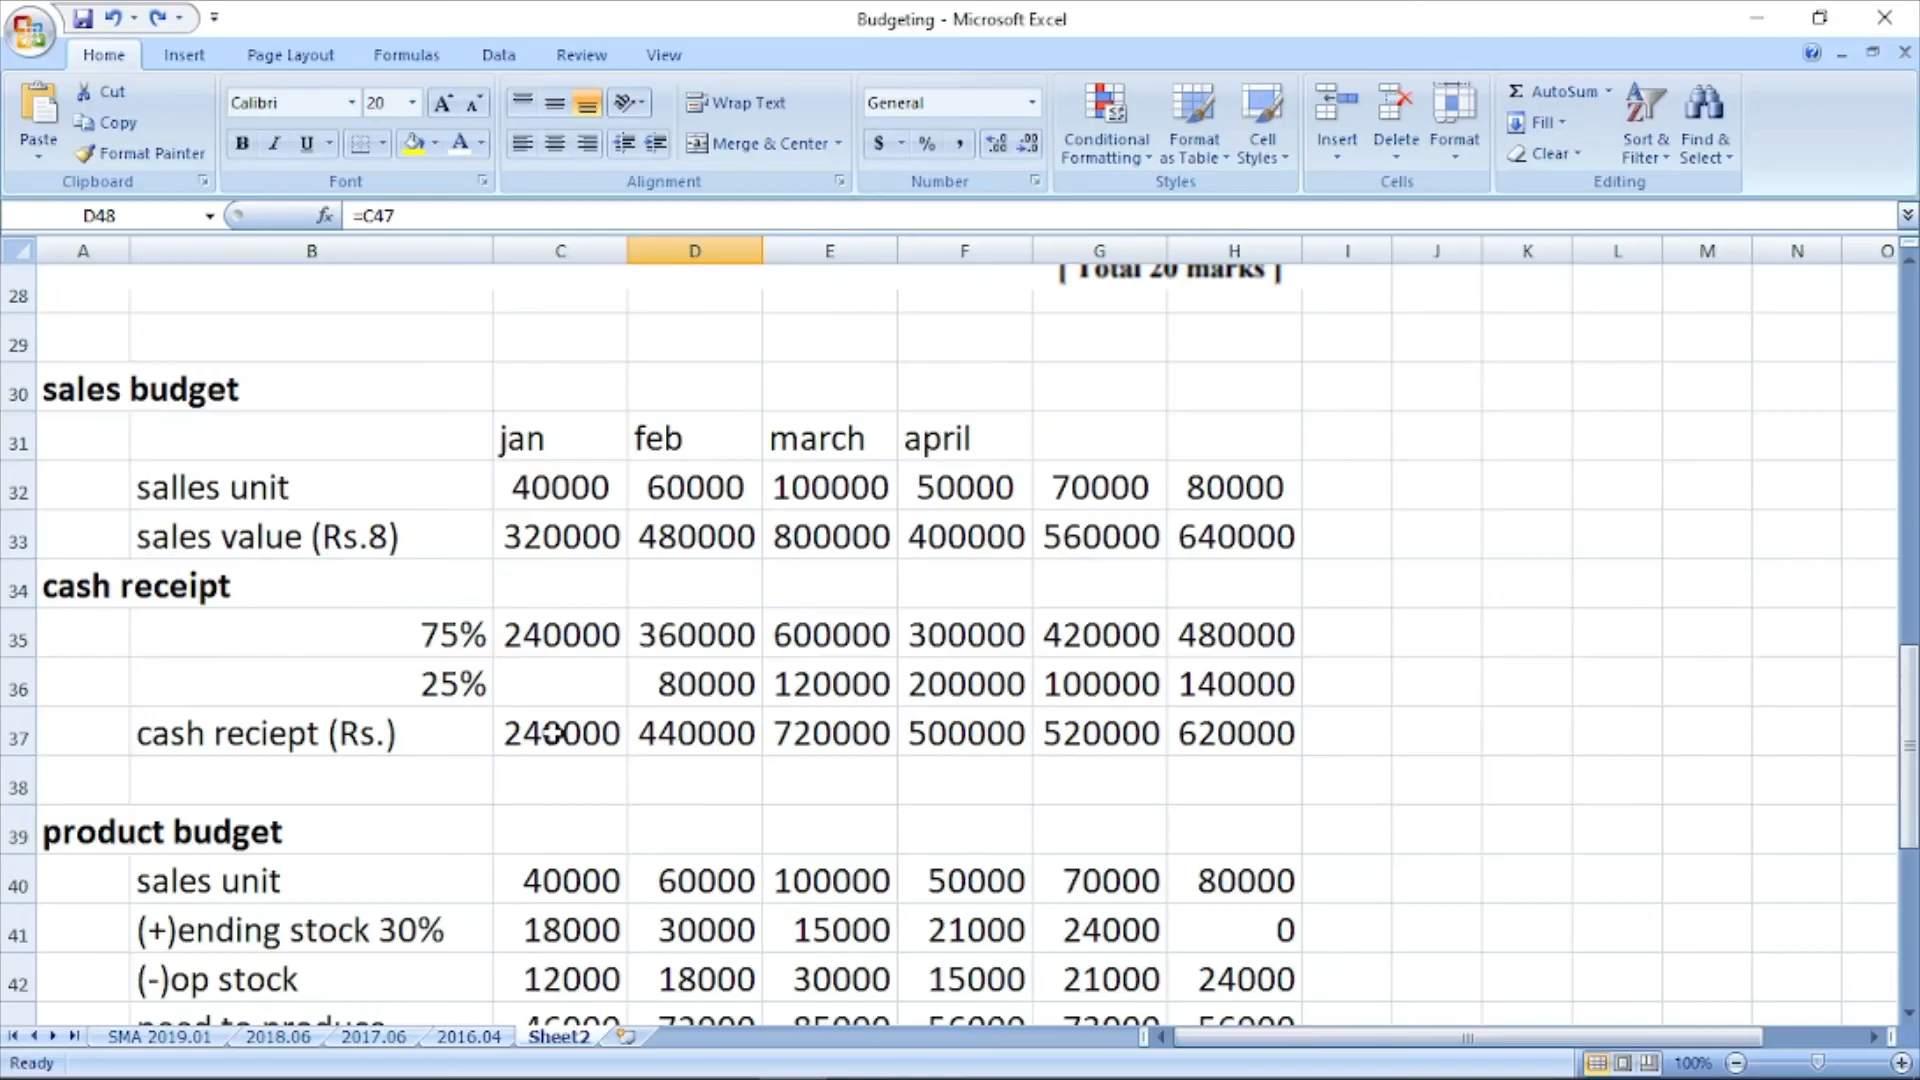 Budgeting - Microsoft Excel
Home Insert Page Layout Formulas Data Review View
Paste
Cut
Copy
Format Painter
Clipboard
Calibri 20
B I U
Font
Wrap Text
Merge & Center
Alignment
General
$ % ,
Number
Conditional Formatting
Format as Table
Cell Styles
Styles
Insert Delete Format
Cells
AutoSum
Fill
Clear
Sort & Filter
Find & Select
Editing
D48 fx =C47
A B C D E F G H I J K L M N O
28 [ Total 20 marks ]
29
30 sales budget
31 jan feb march april
32 salles unit 40000 60000 100000 50000 70000 80000
33 sales value (Rs.8) 320000 480000 800000 400000 560000 640000
34 cash receipt
35 75% 240000 360000 600000 300000 420000 480000
36 25% 80000 120000 200000 100000 140000
37 cash reciept (Rs.) 240000 440000 720000 500000 520000 620000
38
39 product budget
40 sales unit 40000 60000 100000 50000 70000 80000
41 (+)ending stock 30% 18000 30000 15000 21000 24000 0
42 (-)op stock 12000 18000 30000 15000 21000 24000
SMA 2019.01 2018.06 2017.06 2016.04 Sheet2
Ready 100%